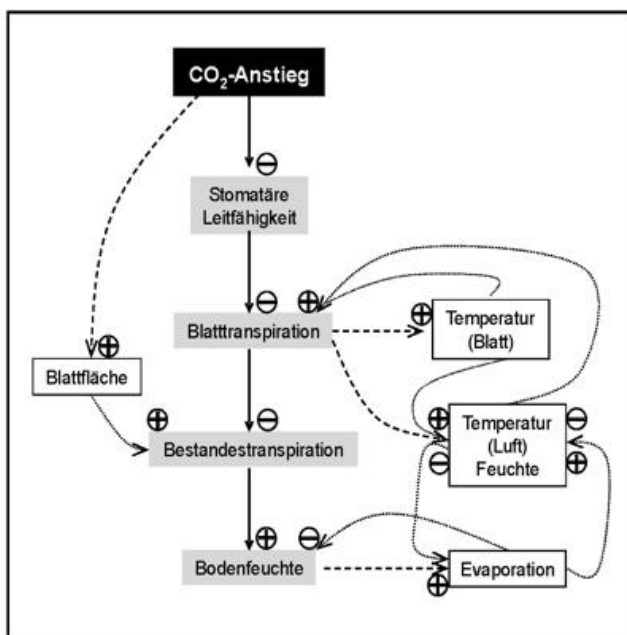 CO₂-Anstieg
⊖
Stomatäre
Leitfähigkeit
⊖ ⊕
Blatttranspiration
⊕
Temperatur
(Blatt)
⊕
Blattfläche
⊕ ⊖
Bestandestranspiration
⊕ ⊖
Temperatur
(Luft)
Feuchte
⊖ ⊕
⊕ ⊖
Bodenfeuchte
Evaporation
⊕